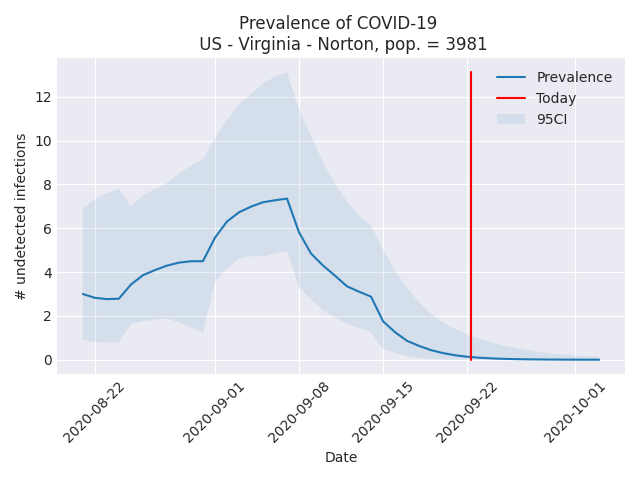 Prevalence of COVID-19
US - Virginia - Norton, pop. = 3981
# undetected infections
12
10
8
6
4
2
0
Prevalence
Today
95CI
2020-08-22
2020-09-01
2020-09-08
2020-09-15
2020-09-22
2020-10-01
Date